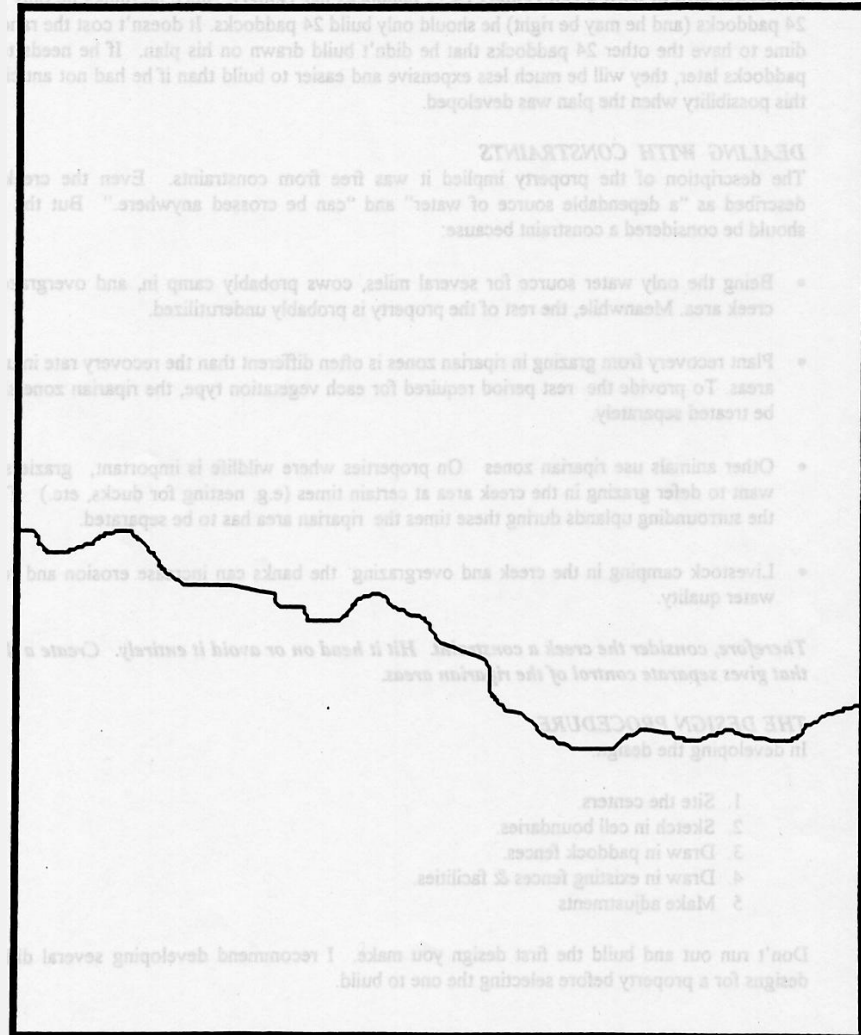 24 paddocks (and he may be right) he should only build 24 paddocks. It doesn't cost the
dime to have the other 24 paddocks that he didn't build drawn on his plan. If he needs
paddocks later, they will be much less expensive and easier to build than if he had not
this possibility when the plan was developed.
DEALING WITH CONSTRAINTS
The description of the property implied it was free from constraints. Even the
described as "a dependable source of water" and "can be crossed anywhere." But
should be considered a constraint because:
• Being the only water source for several miles, cows probably camp in, and
creek area. Meanwhile, the rest of the property is probably underutilized.
• Plant recovery from grazing in riparian zones is often different than the recovery rate
areas. To provide the rest period required for each vegetation type, the riparian
be treated separately.
• Other animals use riparian zones On properties where wildlife is important,
want to defer grazing in the creek area at certain times (e.g. nesting for ducks, etc.)
the surrounding uplands during these times the riparian area has to be separated.
• Livestock camping in the creek and overgrazing the banks can increase erosion and
water quality.
Therefore, consider the creek a constraint. Hit it head on or avoid it entirely. Create a
that gives separate control of the riparian areas.
THE DESIGN PROCEDURE
In developing the design:
1. Site the centers
2. Sketch in cell boundaries
3. Draw in paddock fences
4. Draw in existing fences & facilities
5 Make adjustments
Don't run out and build the first design you make. I recommend developing several
designs for a property before selecting the one to build.